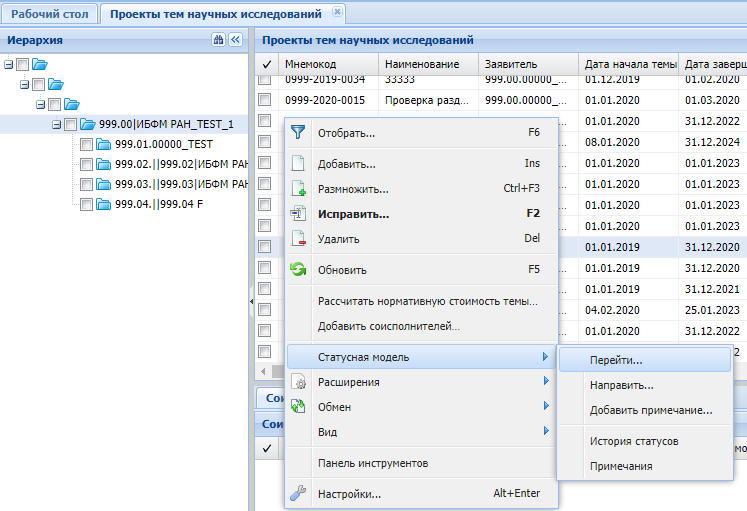 Рабочий стол
Проекты тем научных исследований
Иерархия
999.00|ИБФМ РАН_TEST_1
999.01.00000_TEST
999.02.||999.02|ИБФМ РАН
999.03.||999.03|ИБФМ РАН
999.04.||999.04 F
Проекты тем научных исследований
Мнемокод Наименование Заявитель Дата начала темы Дата заверш
0999-2019-0034 33333 999.00.00000_... 01.12.2019 01.02.2020
0999-2020-0015 Проверка разд... 999.00.00000_... 01.01.2020 01.03.2020
01.01.2020 31.12.2022
08.01.2020 31.12.2024
01.01.2020 01.01.2023
01.01.2020 01.01.2023
01.01.2020 01.01.2023
01.01.2020 01.01.2023
01.01.2019 31.12.2020
01.01.2019 31.12.2020
01.01.2019 31.12.2021
04.02.2020 25.01.2023
01.01.2020 31.12.2022
Отобрать... F6
Добавить... Ins
Размножить... Ctrl+F3
Исправить... F2
Удалить Del
Обновить F5
Рассчитать нормативную стоимость темы...
Добавить соисполнителей...
Статусная модель
Расширения
Обмен
Вид
Панель инструментов
Настройки... Alt+Enter
Перейти...
Направить...
Добавить примечание...
История статусов
Примечания